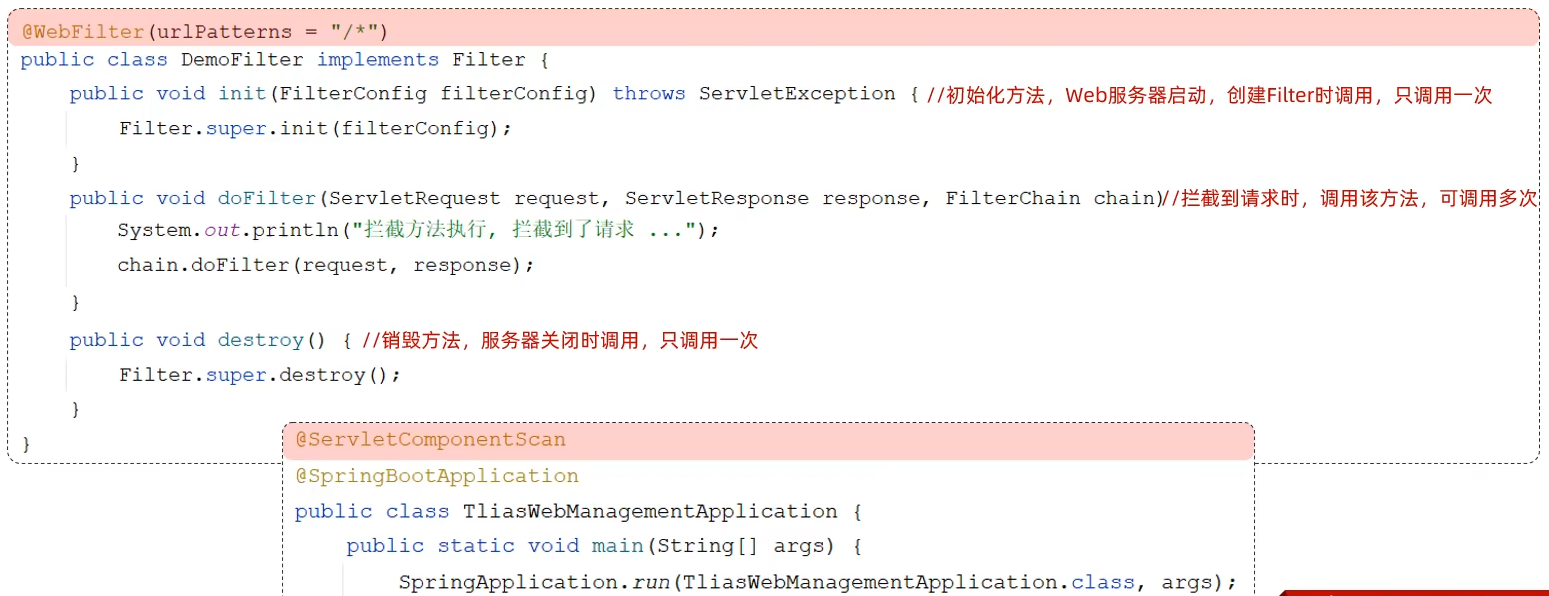 @WebFilter(urlPatterns = "/*")
public class DemoFilter implements Filter {
public void init(FilterConfig filterConfig) throws ServletException { //初始化方法，Web服务器启动，创建Filter时调用，只调用一次
Filter.super.init(filterConfig);
}
public void doFilter(ServletRequest request, ServletResponse response, FilterChain chain)//拦截到请求时，调用该方法，可调用多次
System.out.println("拦截方法执行, 拦截到了请求 ...");
chain.doFilter(request, response);
}
public void destroy() { //销毁方法，服务器关闭时调用，只调用一次
Filter.super.destroy();
}
}
@ServletComponentScan
@SpringBootApplication
public class TliasWebManagementApplication {
public static void main(String[] args) {
SpringApplication.run(TliasWebManagementApplication.class, args);